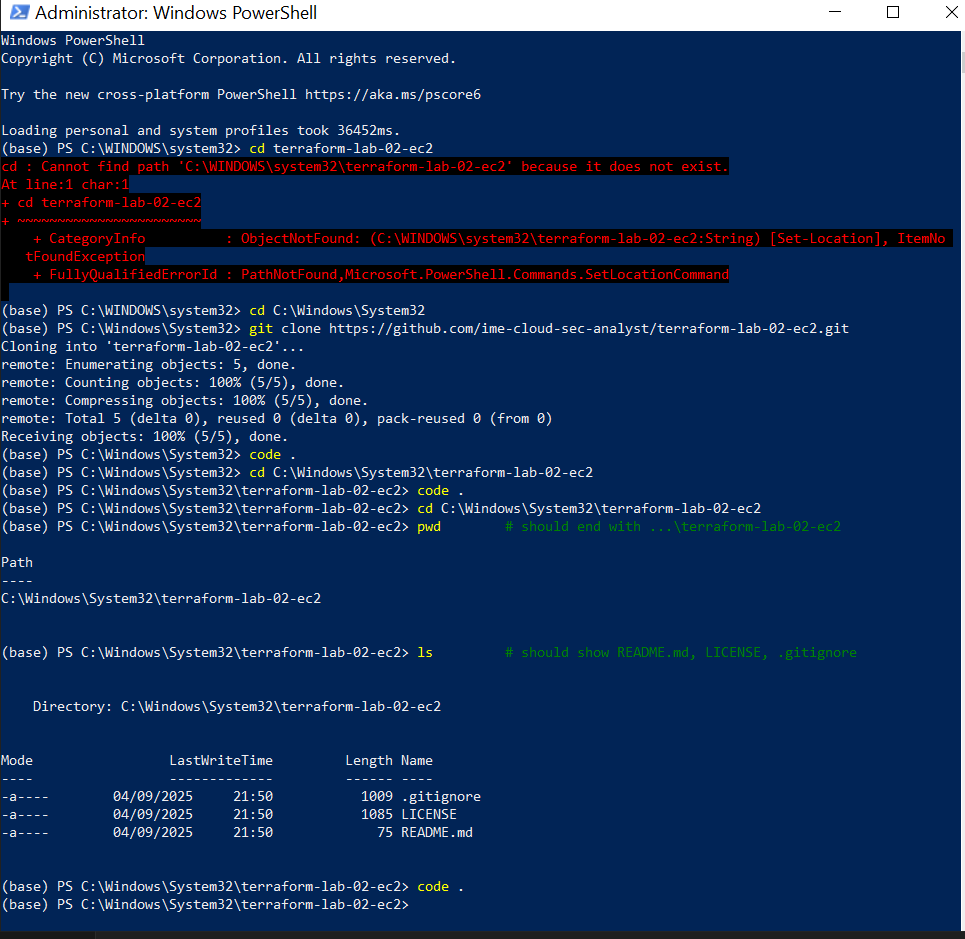 Administrator: Windows PowerShell
Windows PowerShell
Copyright (C) Microsoft Corporation. All rights reserved.
Try the new cross-platform PowerShell https://aka.ms/pscore6
Loading personal and system profiles took 36452ms.
(base) PS C:\WINDOWS\system32> cd terraform-lab-02-ec2
cd : Cannot find path 'C:\WINDOWS\system32\terraform-lab-02-ec2' because it does not exist.
At line:1 char:1
+ cd terraform-lab-02-ec2
+ ~~~~~~~~~~~~~~~~~~~~~~~
    + CategoryInfo          : ObjectNotFound: (C:\WINDOWS\system32\terraform-lab-02-ec2:String) [Set-Location], ItemNo
   tFoundException
    + FullyQualifiedErrorId : PathNotFound,Microsoft.PowerShell.Commands.SetLocationCommand
(base) PS C:\WINDOWS\system32> cd C:\Windows\System32
(base) PS C:\Windows\System32> git clone https://github.com/ime-cloud-sec-analyst/terraform-lab-02-ec2.git
Cloning into 'terraform-lab-02-ec2'...
remote: Enumerating objects: 5, done.
remote: Counting objects: 100% (5/5), done.
remote: Compressing objects: 100% (5/5), done.
remote: Total 5 (delta 0), reused 0 (delta 0), pack-reused 0 (from 0)
Receiving objects: 100% (5/5), done.
(base) PS C:\Windows\System32> code .
(base) PS C:\Windows\System32> cd C:\Windows\System32\terraform-lab-02-ec2
(base) PS C:\Windows\System32\terraform-lab-02-ec2> code .
(base) PS C:\Windows\System32\terraform-lab-02-ec2> cd C:\Windows\System32\terraform-lab-02-ec2
(base) PS C:\Windows\System32\terraform-lab-02-ec2> pwd        # should end with ...\terraform-lab-02-ec2
Path
----
C:\Windows\System32\terraform-lab-02-ec2
(base) PS C:\Windows\System32\terraform-lab-02-ec2> ls         # should show README.md, LICENSE, .gitignore
    Directory: C:\Windows\System32\terraform-lab-02-ec2
Mode                 LastWriteTime         Length Name
----                 -------------         ------ ----
-a----        04/09/2025     21:50           1009 .gitignore
-a----        04/09/2025     21:50           1085 LICENSE
-a----        04/09/2025     21:50             75 README.md
(base) PS C:\Windows\System32\terraform-lab-02-ec2> code .
(base) PS C:\Windows\System32\terraform-lab-02-ec2>